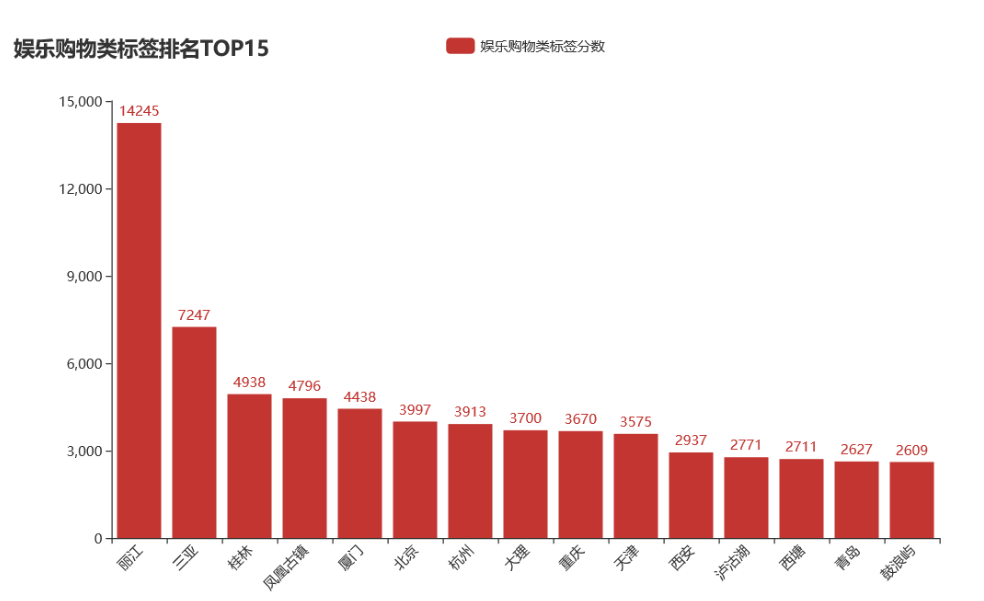 娱乐购物类标签排名TOP15
娱乐购物类标签分数
15,000
12,000
9,000
6,000
3,000
0
14245
7247
4938
4796
4438
3997
3913
3700
3670
3575
2937
2771
2711
2627
2609
丽江
三亚
桂林
凤凰古镇
厦门
北京
杭州
大理
重庆
天津
西安
泸沽湖
西塘
青岛
鼓浪屿